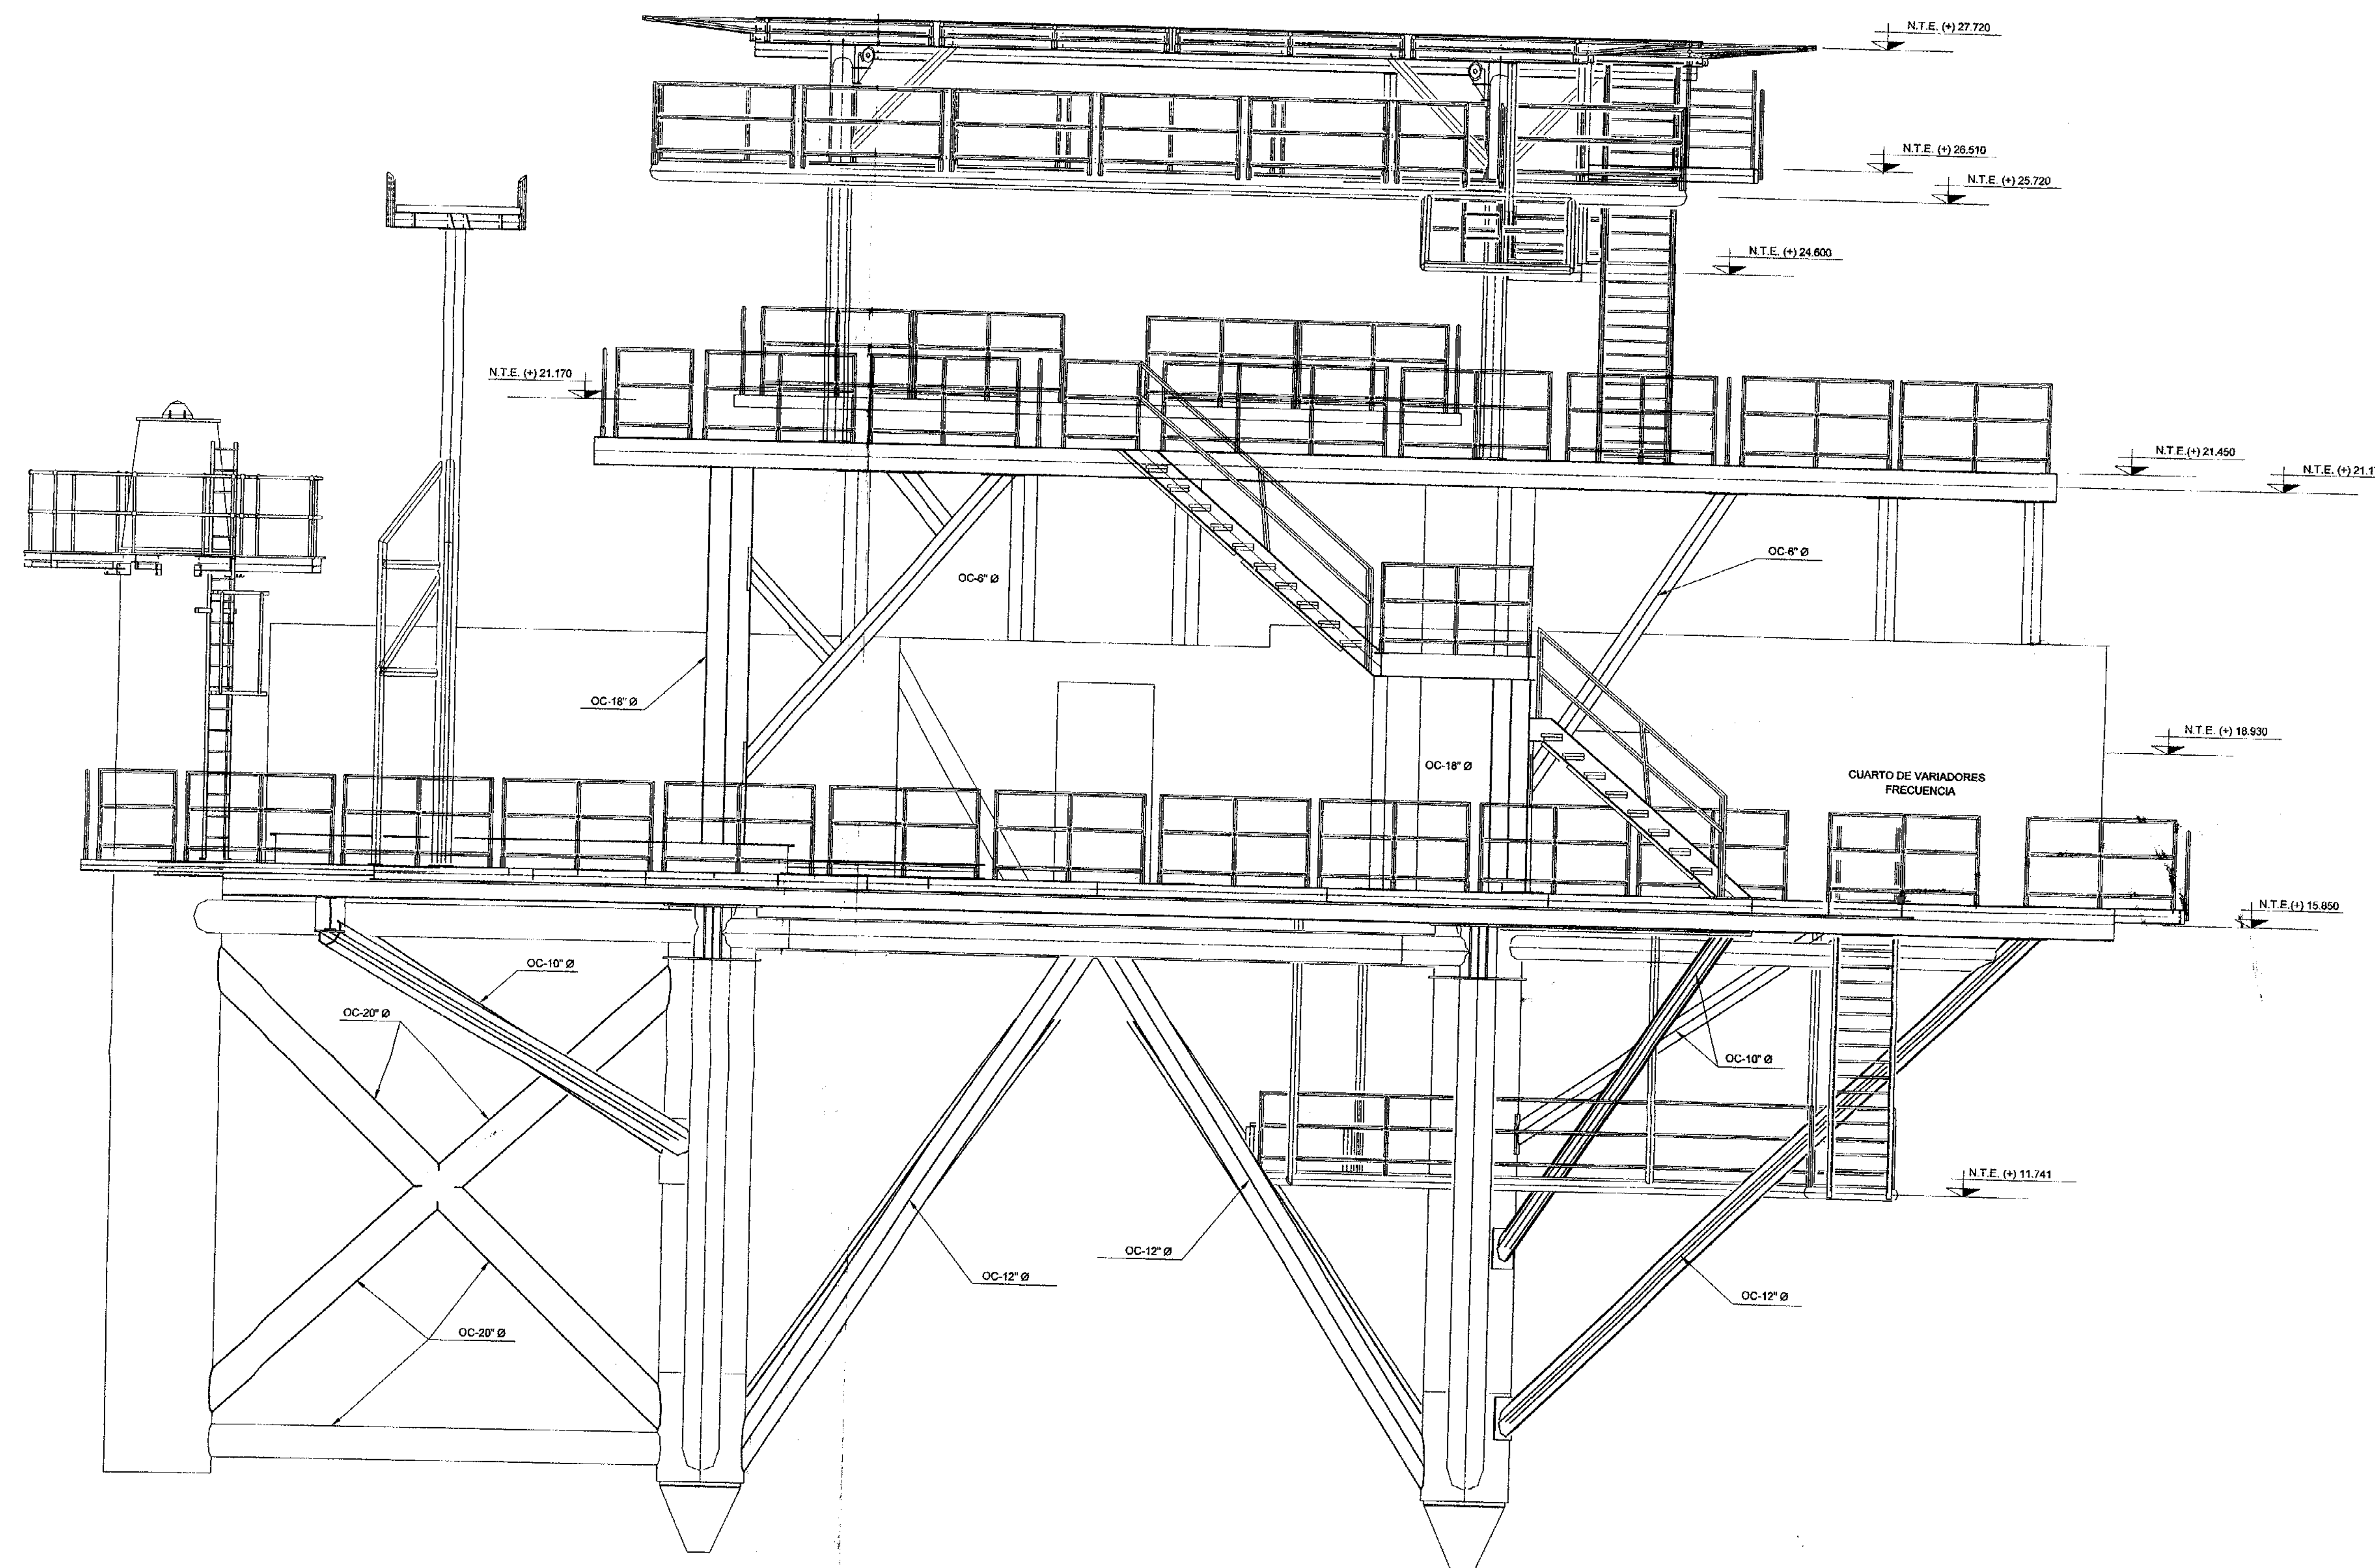 N.T.E. (+) 27.720
N.T.E. (+) 26.510
N.T.E. (+) 25.720
N.T.E. (+) 24.600
N.T.E. (+) 21.170
N.T.E.(+) 21.450
N.T.E. (+) 21.1
OC-6" Ø
OC-6" Ø
OC-18" Ø
N.T.E. (+) 18.930
OC-18" Ø
CUARTO DE VARIADORES
FRECUENCIA
N.T.E.(+) 15.850
OC-10" Ø
OC-20" Ø
OC-10" Ø
N.T.E. (+) 11.741
OC-12" Ø
OC-12" Ø
OC-12" Ø
OC-20" Ø